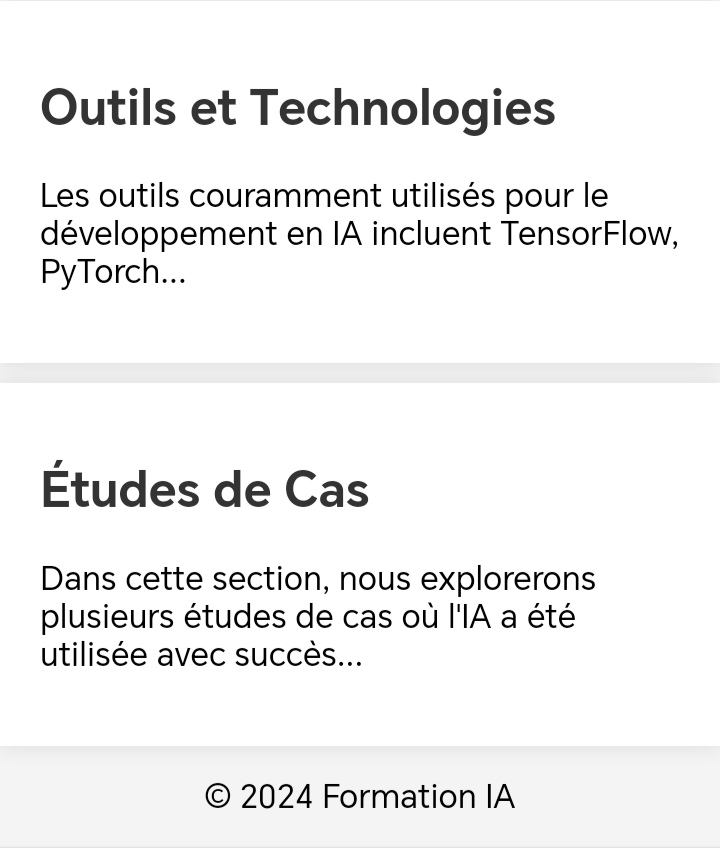 Outils et Technologies
Les outils couramment utilisés pour le
développement en IA incluent TensorFlow,
PyTorch...
Études de Cas
Dans cette section, nous explorerons
plusieurs études de cas où l'IA a été
utilisée avec succès...
© 2024 Formation IA